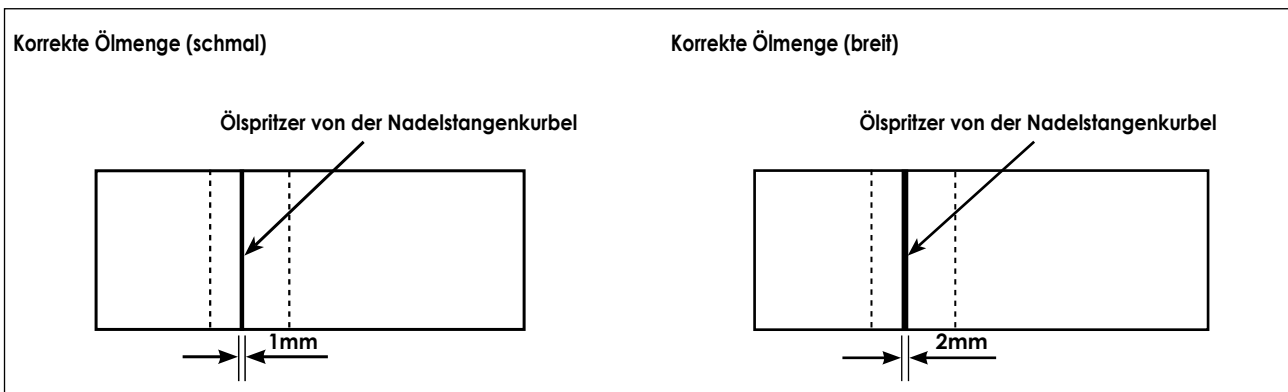 Korrekte Ölmenge (schmal)
Ölspritzer von der Nadelstangenkurbel
1mm
Korrekte Ölmenge (breit)
Ölspritzer von der Nadelstangenkurbel
2mm